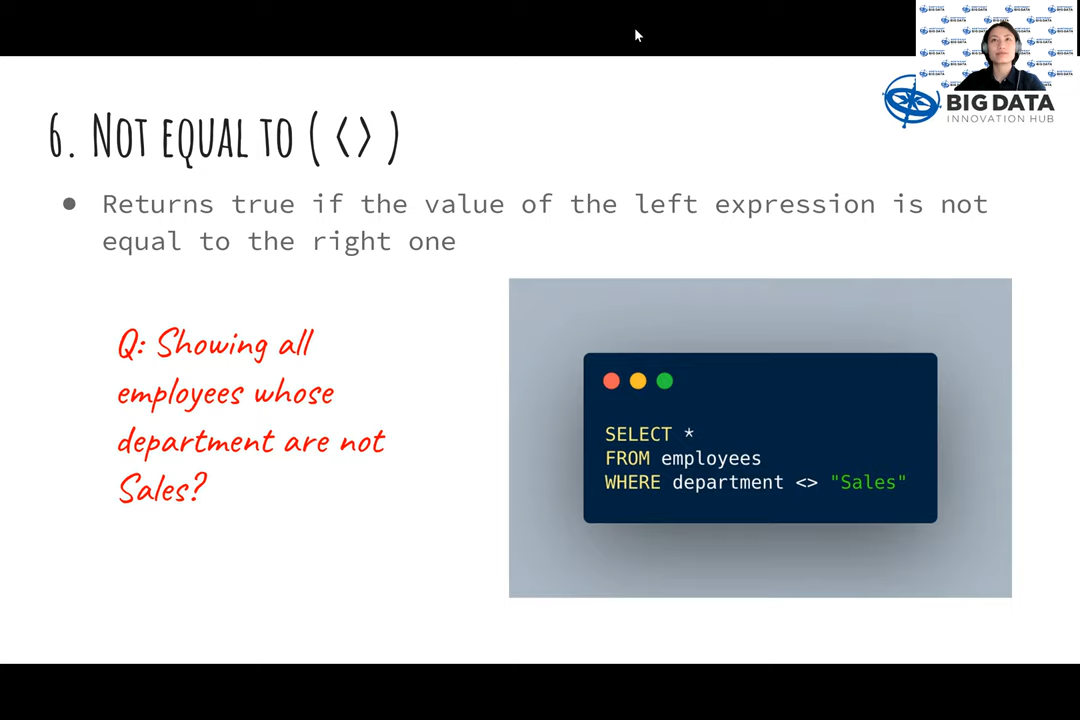 BIG DATA
INNOVATION HUB
6. NOT EQUAL TO ( <> )
● Returns true if the value of the left expression is not
equal to the right one
Q: Showing all
employees whose
department are not
Sales?
SELECT *
FROM employees
WHERE department <> "Sales"